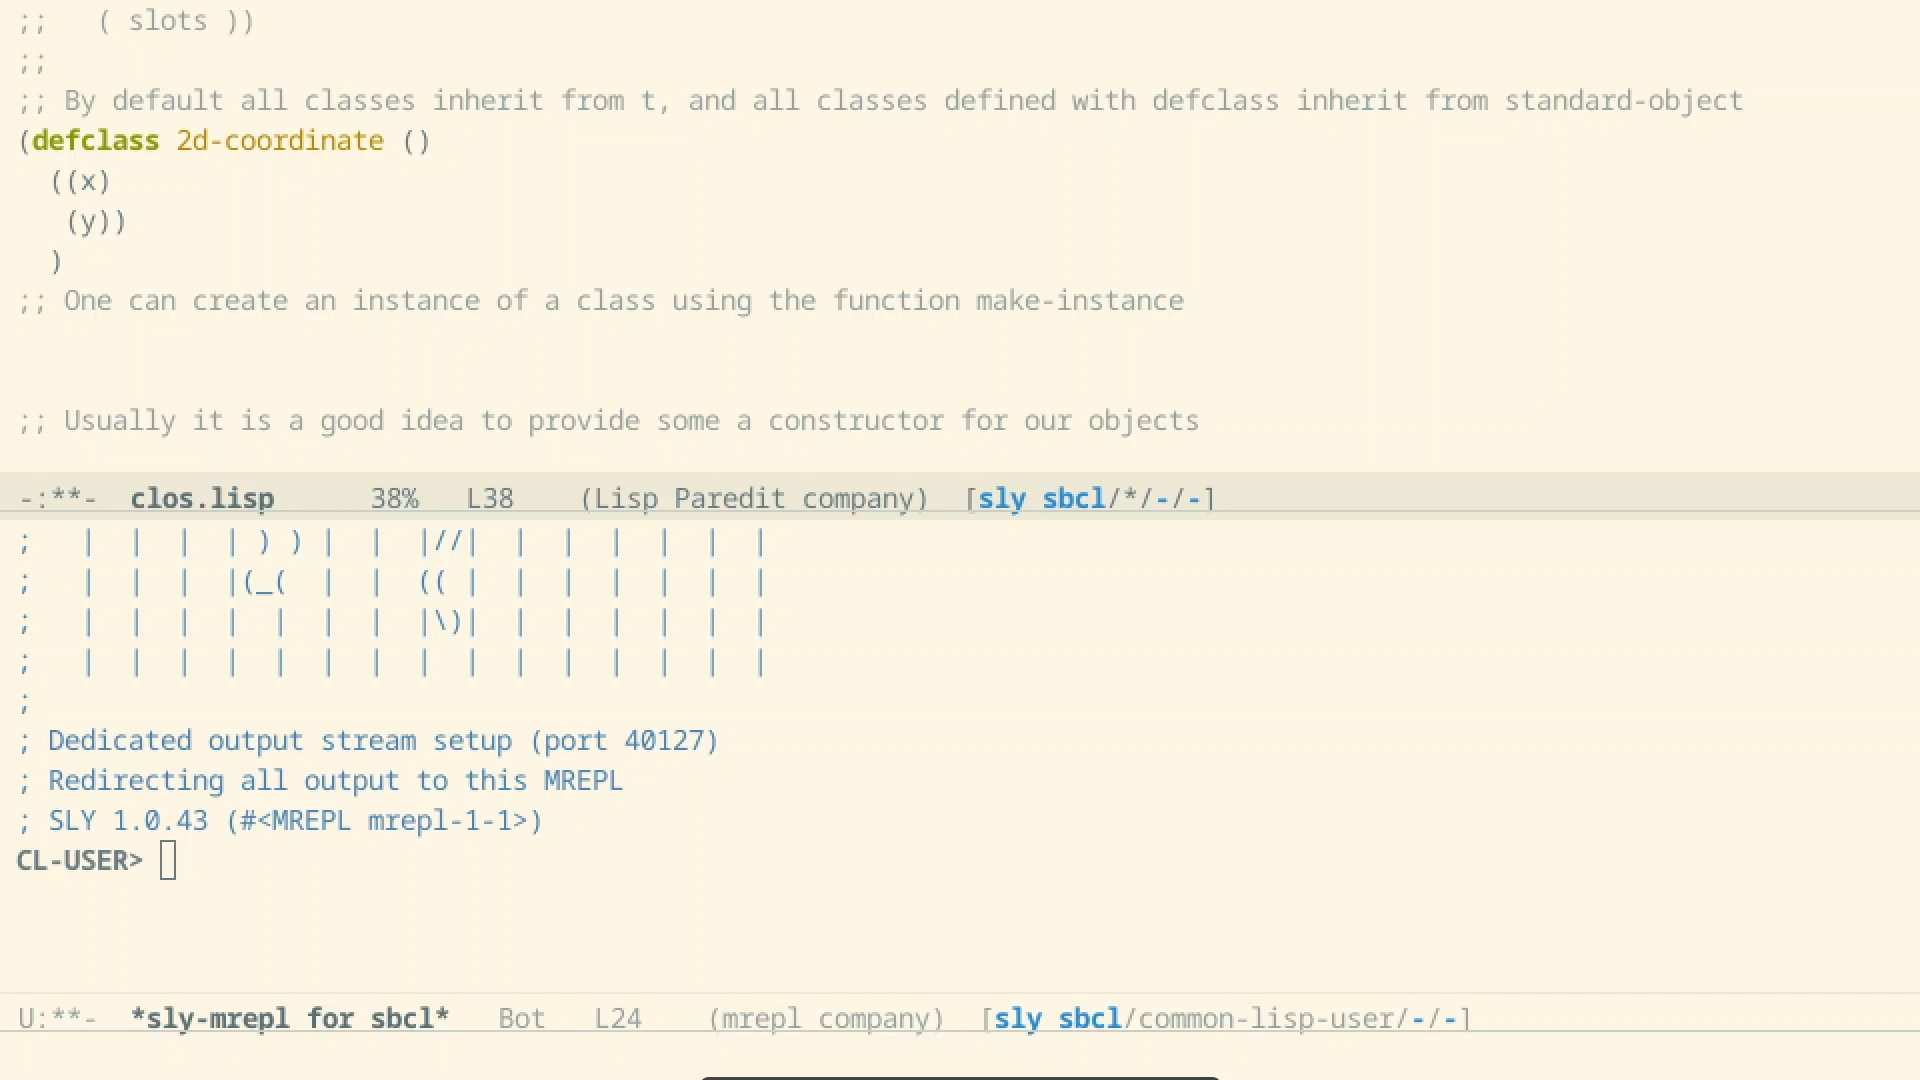 ;;   ( slots ))
;;
;; By default all classes inherit from t, and all classes defined with defclass inherit from standard-object
(defclass 2d-coordinate ()
  ((x)
   (y))
  )
;; One can create an instance of a class using the function make-instance
;; Usually it is a good idea to provide some a constructor for our objects
-:**-  clos.lisp      38%   L38    (Lisp Paredit company)  [sly sbcl/*/-/-]
;   |  |  |  | ) ) |  |  |//|  |  |  |  |  |  |
;   |  |  |  |(_(  |  |  (( |  |  |  |  |  |  |
;   |  |  |  |  |  |  |  |\)|  |  |  |  |  |  |
;   |  |  |  |  |  |  |  |  |  |  |  |  |  |  |
;
; Dedicated output stream setup (port 40127)
; Redirecting all output to this MREPL
; SLY 1.0.43 (#<MREPL mrepl-1-1>)
CL-USER>
U:**-  *sly-mrepl for sbcl*   Bot   L24    (mrepl company)  [sly sbcl/common-lisp-user/-/-]